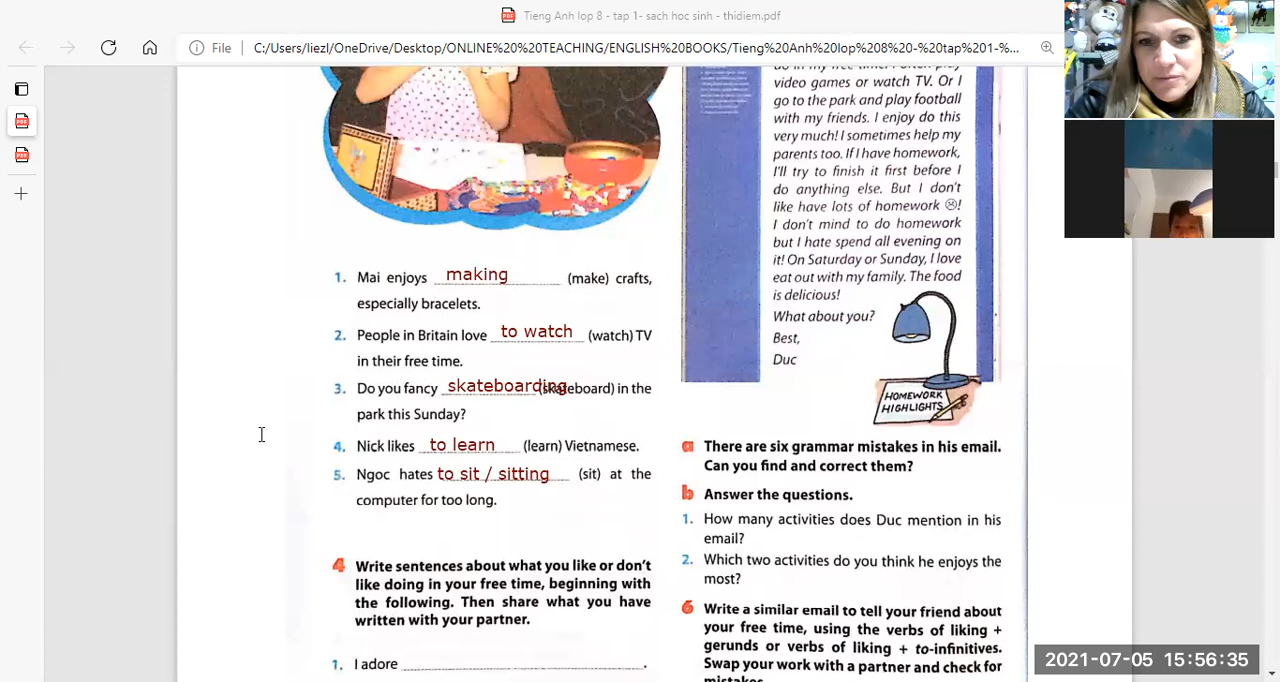 Tieng Anh lop 8 - tap 1- sach hoc sinh - thidiem.pdf
File
C:/Users/liezl/OneDrive/Desktop/ONLINE%20%20TEACHING/ENGLISH%20BOOKS/Tieng%20Anh%20lop%208%20-%20tap%201-%...
1. Mai enjoys making (make) crafts,
especially bracelets.
2. People in Britain love to watch (watch) TV
in their free time.
3. Do you fancy skateboarding (skateboard) in the
park this Sunday?
4. Nick likes to learn (learn) Vietnamese.
5. Ngoc hates to sit / sitting (sit) at the
computer for too long.
4 Write sentences about what you like or don't
like doing in your free time, beginning with
the following. Then share what you have
written with your partner.
1. I adore
video games or watch TV. Or I
go to the park and play football
with my friends. I enjoy do this
very much! I sometimes help my
parents too. If I have homework,
I'll try to finish it first before I
do anything else. But I don't
like have lots of homework ☹!
I don't mind to do homework
but I hate spend all evening on
it! On Saturday or Sunday, I love
eat out with my family. The food
is delicious!
What about you?
Best,
Duc
HOMEWORK
HIGHLIGHTS
a There are six grammar mistakes in his email.
Can you find and correct them?
b Answer the questions.
1. How many activities does Duc mention in his
email?
2. Which two activities do you think he enjoys the
most?
6 Write a similar email to tell your friend about
your free time, using the verbs of liking +
gerunds or verbs of liking + to-infinitives.
Swap your work with a partner and check for
mistakes.
2021-07-05 15:56:35